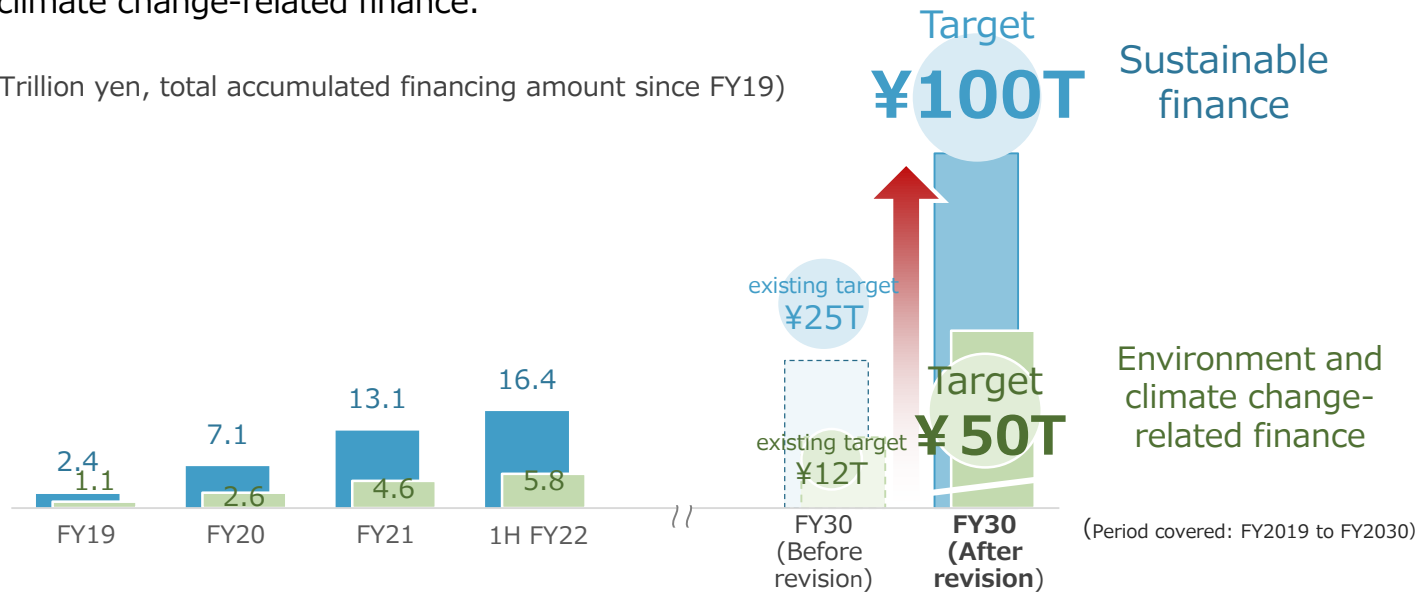 climate change-related finance.
Trillion yen, total accumulated financing amount since FY19)
Target
¥100T
Sustainable
finance
existing target
¥25T
existing target
¥12T
Target
¥ 50T
Environment and
climate change-
related finance
2.4
1.1
7.1
2.6
13.1
4.6
16.4
5.8
FY19
FY20
FY21
1H FY22
FY30
(Before
revision)
FY30
(After
revision)
(Period covered: FY2019 to FY2030)